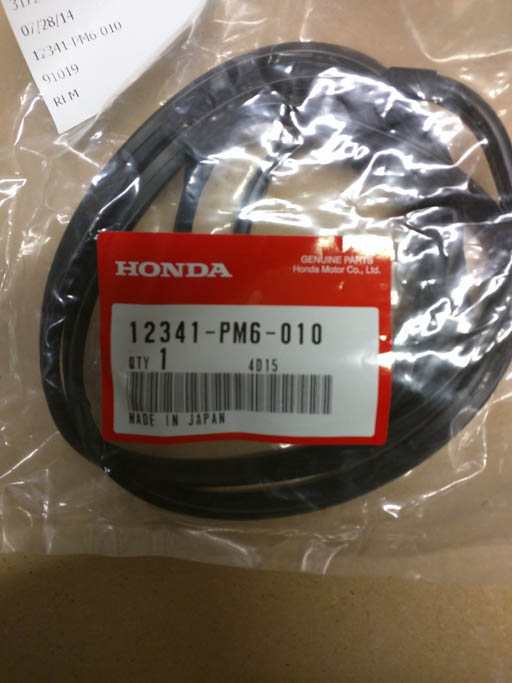 07/28/14
12341-PM6-010
91019
RLM
HONDA
GENUINE PARTS
Honda Motor Co., Ltd.
12341-PM6-010
QTY 1 4D15
MADE IN JAPAN